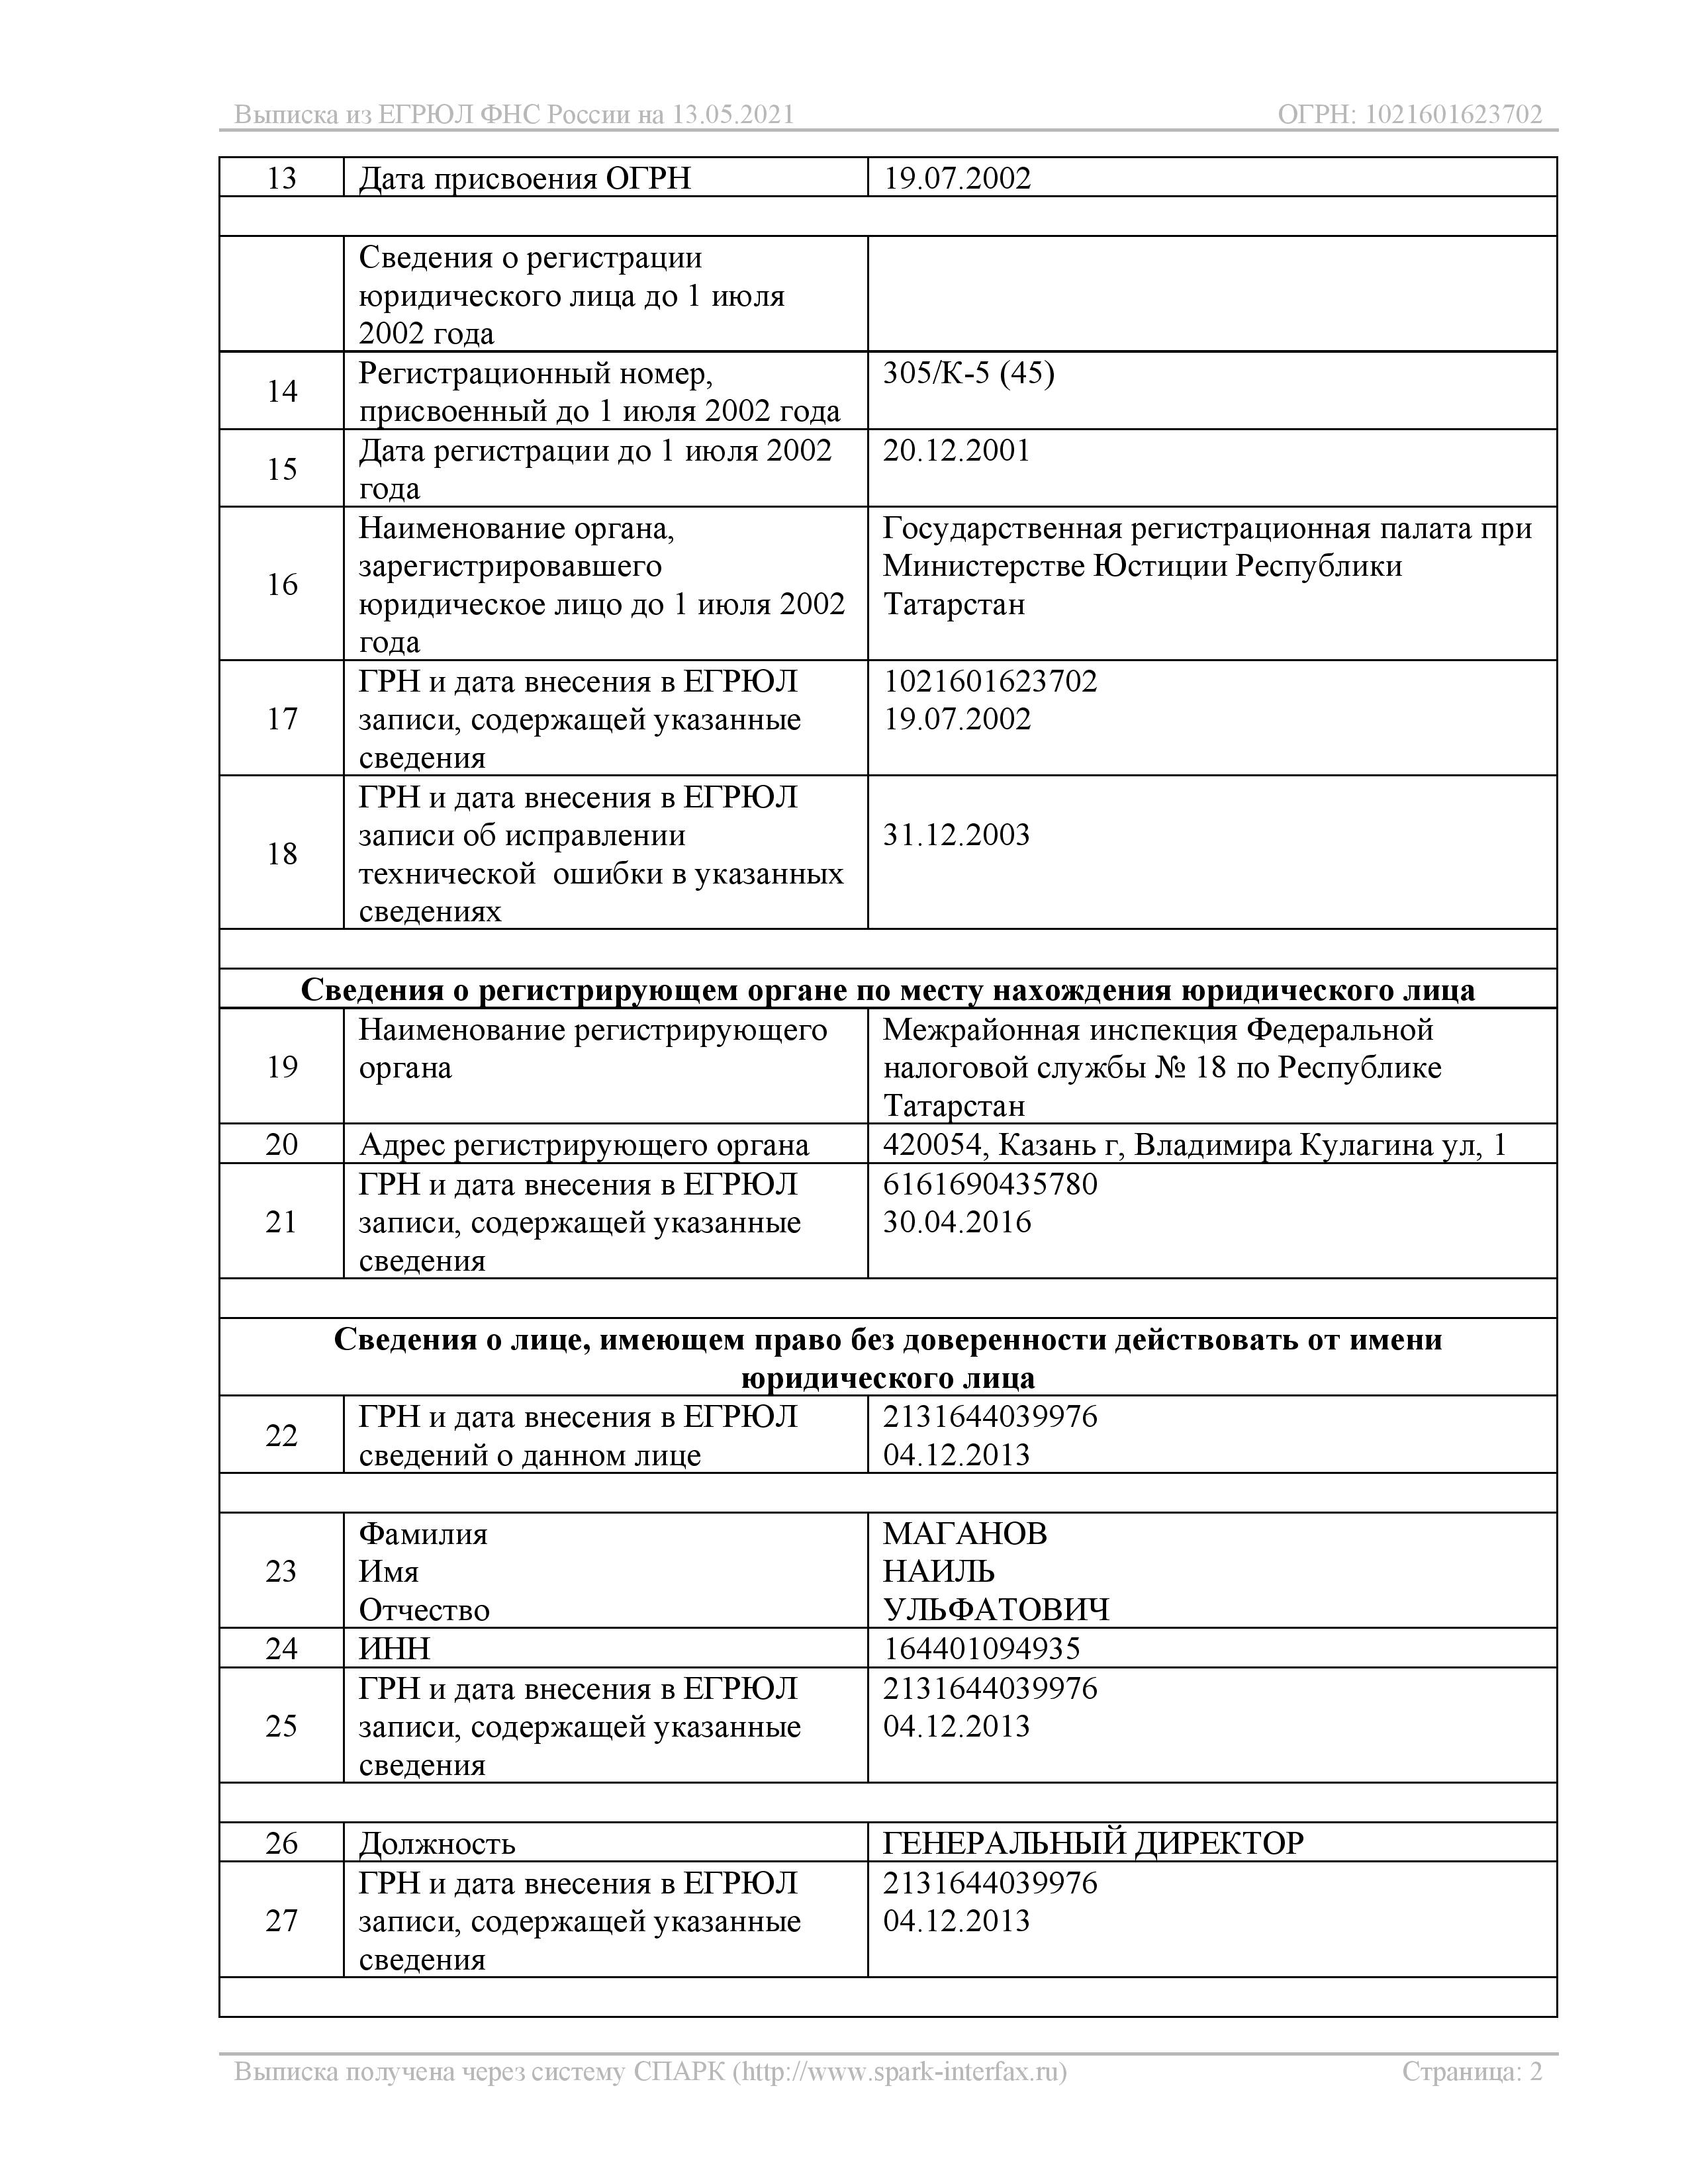 Выписка из ЕГРЮЛ ФНС России на 13.05.2021 ОГРН: 1021601623702
13 Дата присвоения ОГРН 19.07.2002
Сведения о регистрации
юридического лица до 1 июля
2002 года
14 Регистрационный номер, 305/К-5 (45)
присвоенный до 1 июля 2002 года
15 Дата регистрации до 1 июля 2002 20.12.2001
года
16 Наименование органа, Государственная регистрационная палата при
зарегистрировавшего Министерстве Юстиции Республики
юридическое лицо до 1 июля 2002 Татарстан
года
17 ГРН и дата внесения в ЕГРЮЛ 1021601623702
записи, содержащей указанные 19.07.2002
сведения
18 ГРН и дата внесения в ЕГРЮЛ
записи об исправлении 31.12.2003
технической  ошибки в указанных
сведениях
Сведения о регистрирующем органе по месту нахождения юридического лица
19 Наименование регистрирующего Межрайонная инспекция Федеральной
органа налоговой службы № 18 по Республике
Татарстан
20 Адрес регистрирующего органа 420054, Казань г, Владимира Кулагина ул, 1
21 ГРН и дата внесения в ЕГРЮЛ 6161690435780
записи, содержащей указанные 30.04.2016
сведения
Сведения о лице, имеющем право без доверенности действовать от имени
юридического лица
22 ГРН и дата внесения в ЕГРЮЛ 2131644039976
сведений о данном лице 04.12.2013
23 Фамилия МАГАНОВ
Имя НАИЛЬ
Отчество УЛЬФАТОВИЧ
24 ИНН 164401094935
25 ГРН и дата внесения в ЕГРЮЛ 2131644039976
записи, содержащей указанные 04.12.2013
сведения
26 Должность ГЕНЕРАЛЬНЫЙ ДИРЕКТОР
27 ГРН и дата внесения в ЕГРЮЛ 2131644039976
записи, содержащей указанные 04.12.2013
сведения
Выписка получена через систему СПАРК (http://www.spark-interfax.ru) Страница: 2